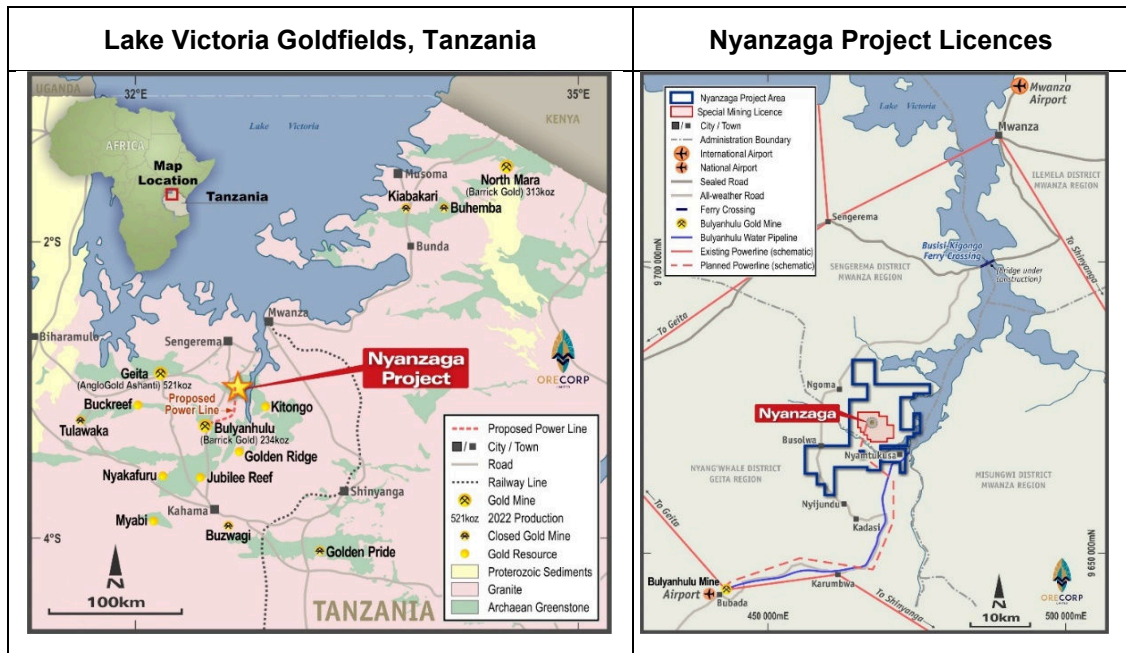 Lake Victoria Goldfields, Tanzania
UGANDA
32°E
35°E
KENYA
Lake Victoria
AFRICA
Map
Location
Tanzania
Musoma
North Mara
(Barrick Gold) 313koz
Kiabakari
Buhemba
2°S
Bunda
Mwanza
Biharamulo
Sengerema
Nyanzaga
Project
Geita
(AngloGold Ashanti) 521koz
Proposed
Power Line
ORECORP
LIMITED
Buckreef
Kitongo
Tulawaka
Bulyanhulu
(Barrick Gold) 234koz
Golden Ridge
Nyakafuru
Jubilee Reef
Shinyanga
Kahama
Myabi
Buzwagi
4°S
Golden Pride
N
100km
TANZANIA
Proposed Power Line
City / Town
Road
Railway Line
Gold Mine
521koz 2022 Production
Closed Gold Mine
Gold Resource
Proterozoic Sediments
Granite
Archaean Greenstone
Nyanzaga Project Licences
Nyanzaga Project Area
Special Mining Licence
City / Town
Administration Boundary
International Airport
National Airport
Sealed Road
All-weather Road
Ferry Crossing
Bulyanhulu Gold Mine
Bulyanhulu Water Pipeline
Existing Powerline (schematic)
Planned Powerline (schematic)
Lake Victoria
Mwanza
Airport
Mwanza
ILEMELA DISTRICT
MWANZA REGION
Sengerema
To Shinyanga
Busisi-Kigongo
Ferry Crossing
(bridge under
construction)
9 700 000mN
SENGEREMA DISTRICT
MWANZA REGION
To Geita
Ngoma
Nyanzaga
Busolwa
Nyamtukusa
NYANG'WHALE DISTRICT
GEITA REGION
MISUNGWI DISTRICT
MWANZA REGION
Nyijundu
Kadasi
To Geita
9 650 000mN
Bulyanhulu Mine
Airport
Bubada
Karumbwa
To Shinyanga
450 000mE
N
10km
ORECORP
LIMITED
500 000mE